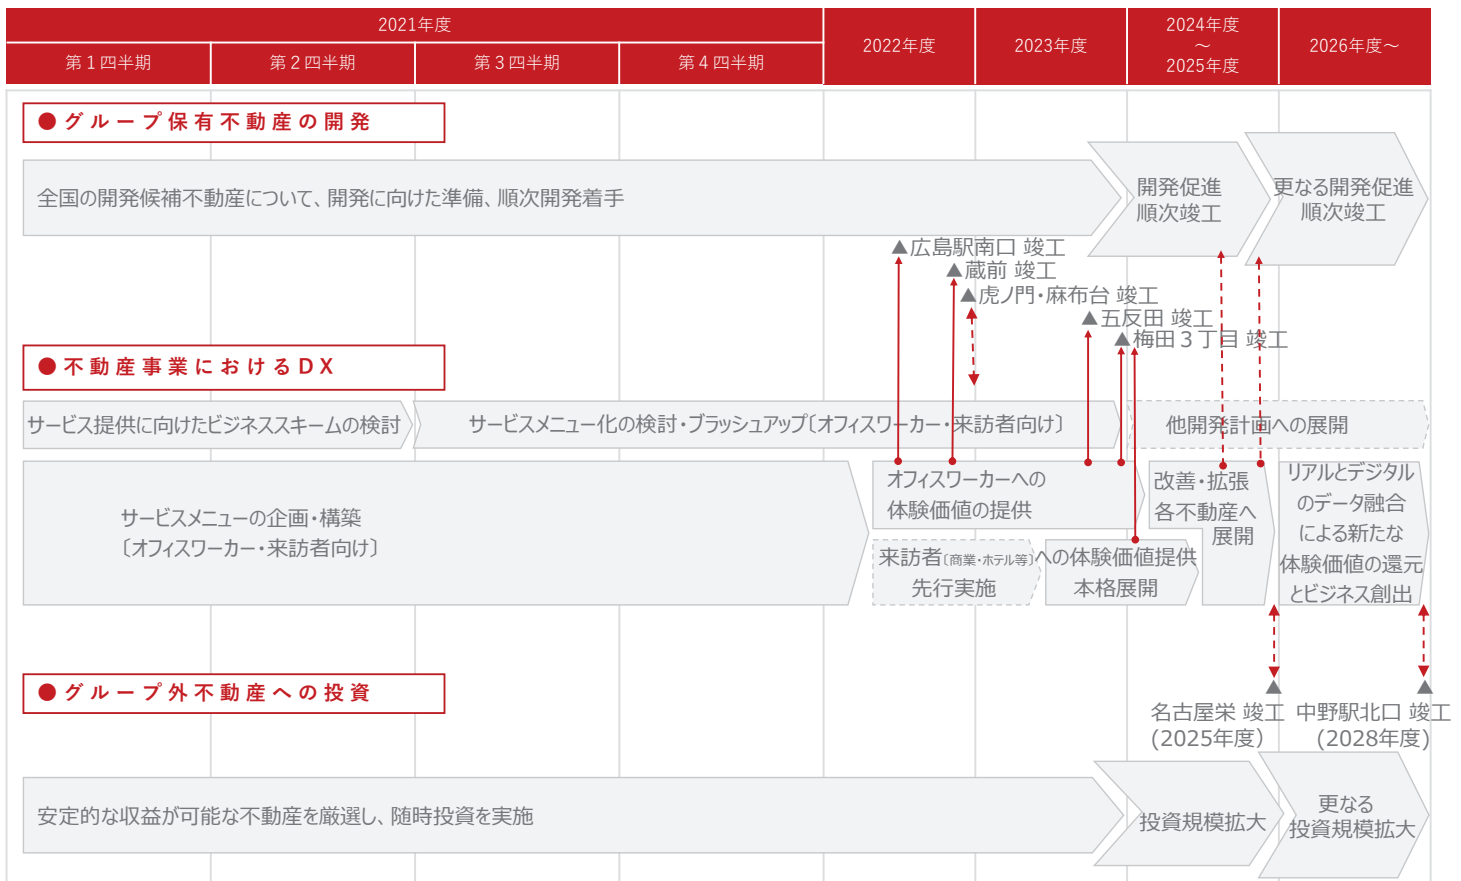 2021年度
第１四半期
第２四半期
第３四半期
第４四半期
2022年度
2023年度
2024年度
～
2025年度
2026年度～
●グループ保有不動産の開発
全国の開発候補不動産について、開発に向けた準備、順次開発着手
開発促進
順次竣工
更なる開発促進
順次竣工
▲広島駅南口 竣工
▲蔵前 竣工
▲虎ノ門・麻布台 竣工
▲五反田 竣工
▲梅田３丁目 竣工
●不動産事業におけるDX
サービス提供に向けたビジネススキームの検討
サービスメニュー化の検討・ブラッシュアップ〔オフィスワーカー・来訪者向け〕
他開発計画への展開
サービスメニューの企画・構築
〔オフィスワーカー・来訪者向け〕
オフィスワーカーへの
体験価値の提供
来訪者〔商業・ホテル等〕への体験価値提供
先行実施
本格展開
改善・拡張
各不動産へ
展開
リアルとデジタル
のデータ融合
による新たな
体験価値の還元
とビジネス創出
●グループ外不動産への投資
▲
名古屋栄 竣工
(2025年度)
▲
中野駅北口 竣工
(2028年度)
安定的な収益が可能な不動産を厳選し、随時投資を実施
投資規模拡大
更なる
投資規模拡大